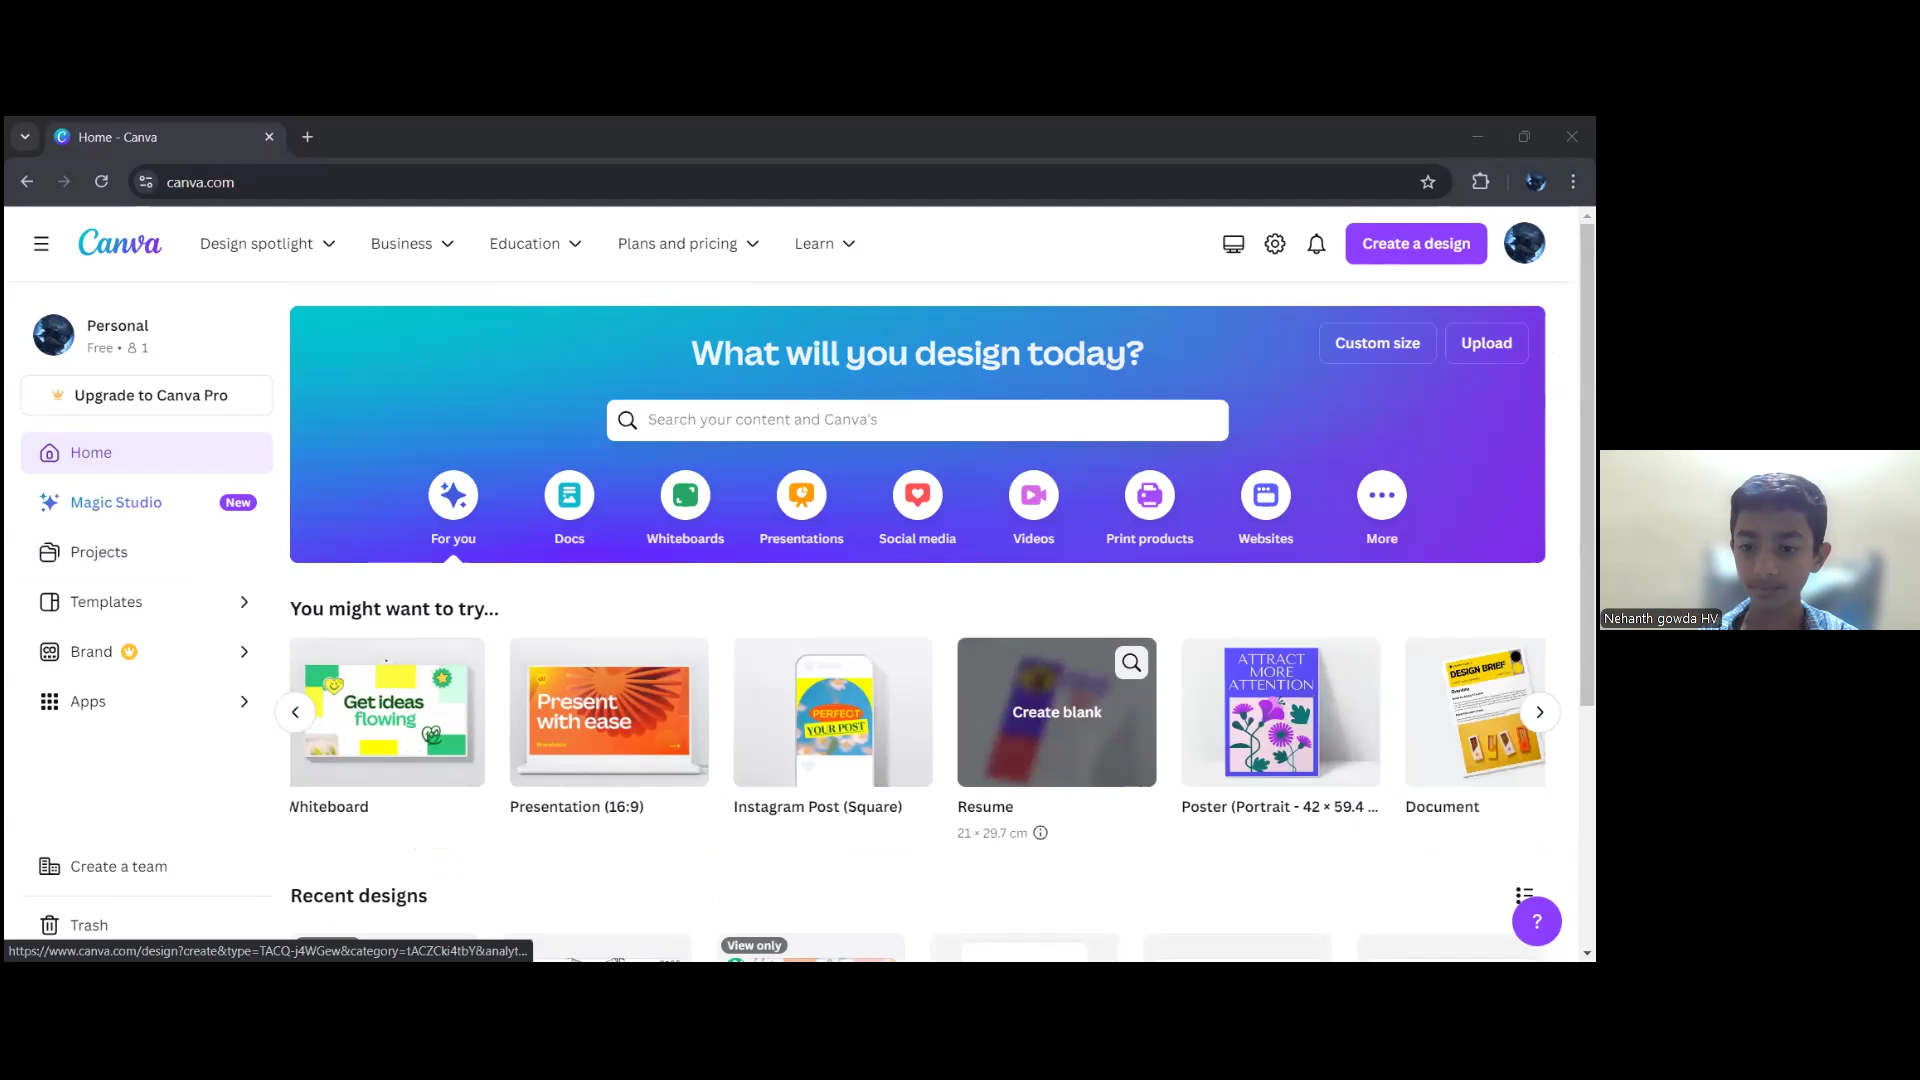 Home - Canva
canva.com
Canva
Design spotlight
Business
Education
Plans and pricing
Learn
Create a design
Personal
Free • 1
Upgrade to Canva Pro
Home
Magic Studio
New
Projects
Templates
Brand
Apps
Create a team
Trash
What will you design today?
Custom size
Upload
Search your content and Canva's
For you
Docs
Whiteboards
Presentations
Social media
Videos
Print products
Websites
More
You might want to try...
Get ideas
flowing
Present
with ease
PERFECT
YOUR POST
Create blank
ATTRACT
MORE
ATTENTION
DESIGN BRIEF
Whiteboard
Presentation (16:9)
Instagram Post (Square)
Resume
Poster (Portrait - 42 × 59.4 ...
Document
21 × 29.7 cm
Recent designs
?
View only
https://www.canva.com/design?create&type=TACQ-j4WGew&category=tACZCki4tbY&analyt...
Nehanth gowda HV